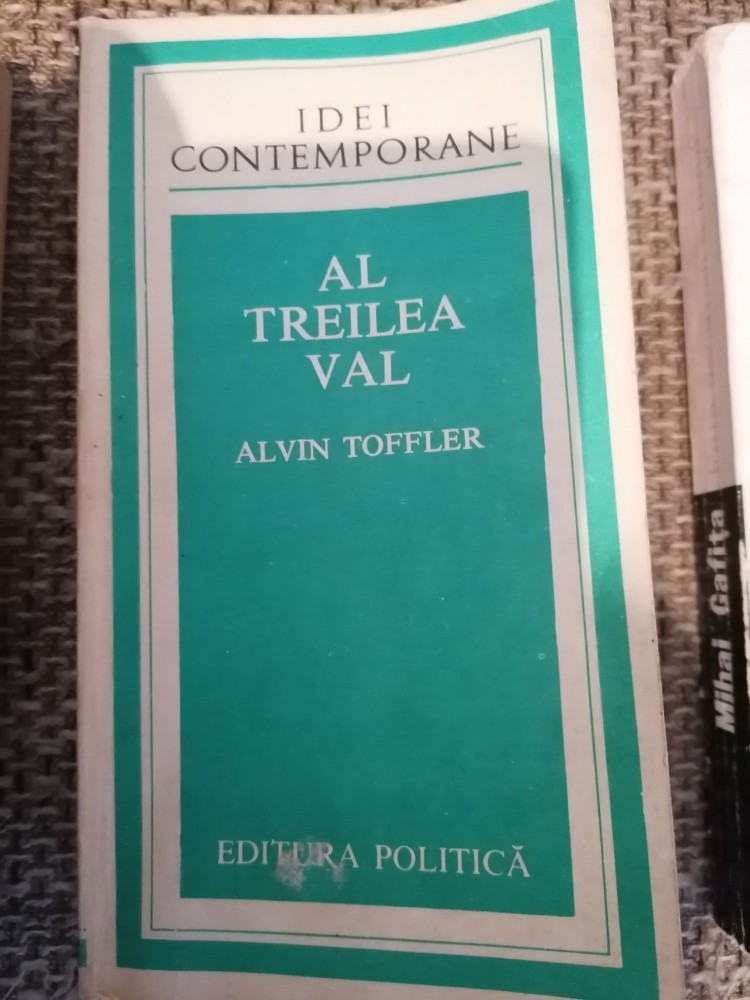 IDEI
CONTEMPORANE
AL
TREILEA
VAL
ALVIN TOFFLER
EDITURA POLITICĂ
Mihai Gafița